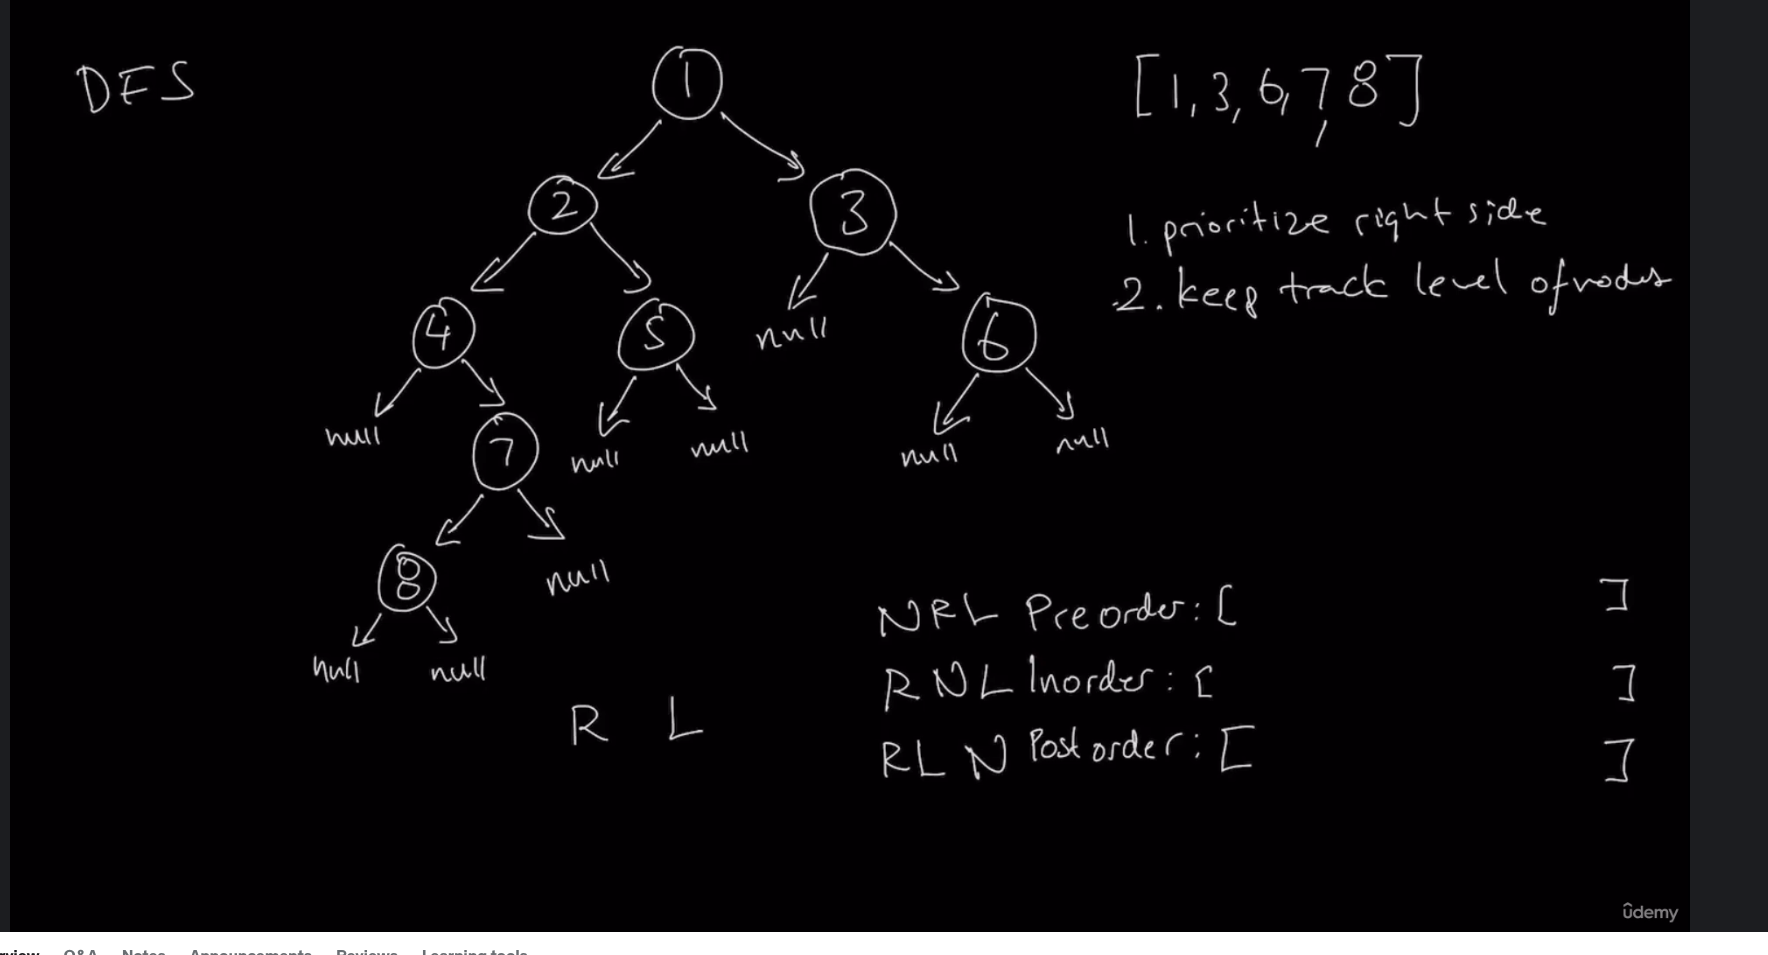 DFS
[1, 3, 6, 7, 8]
1
2
3
1. prioritize right side
2. keep track level of nodes
4
5
null
6
null
7
null
null
null
null
8
null
null
null
R L
NRL Preorder: [ ]
RNL Inorder: [ ]
RLN Postorder: [ ]
ûdemy
Q&A Notes Announcements Reviews Learning tools